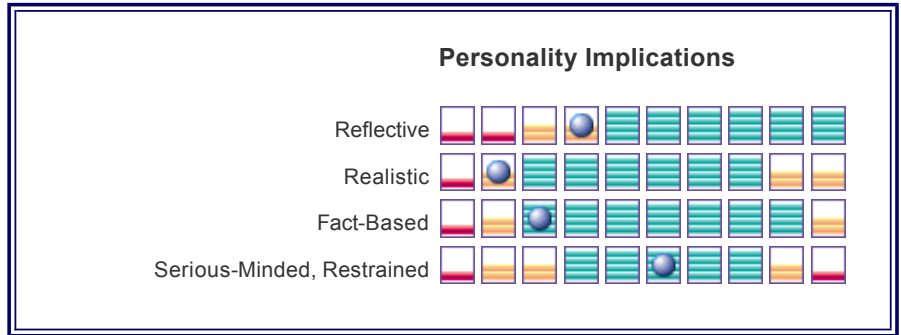 Personality Implications
Reflective
Realistic
Fact-Based
Serious-Minded, Restrained